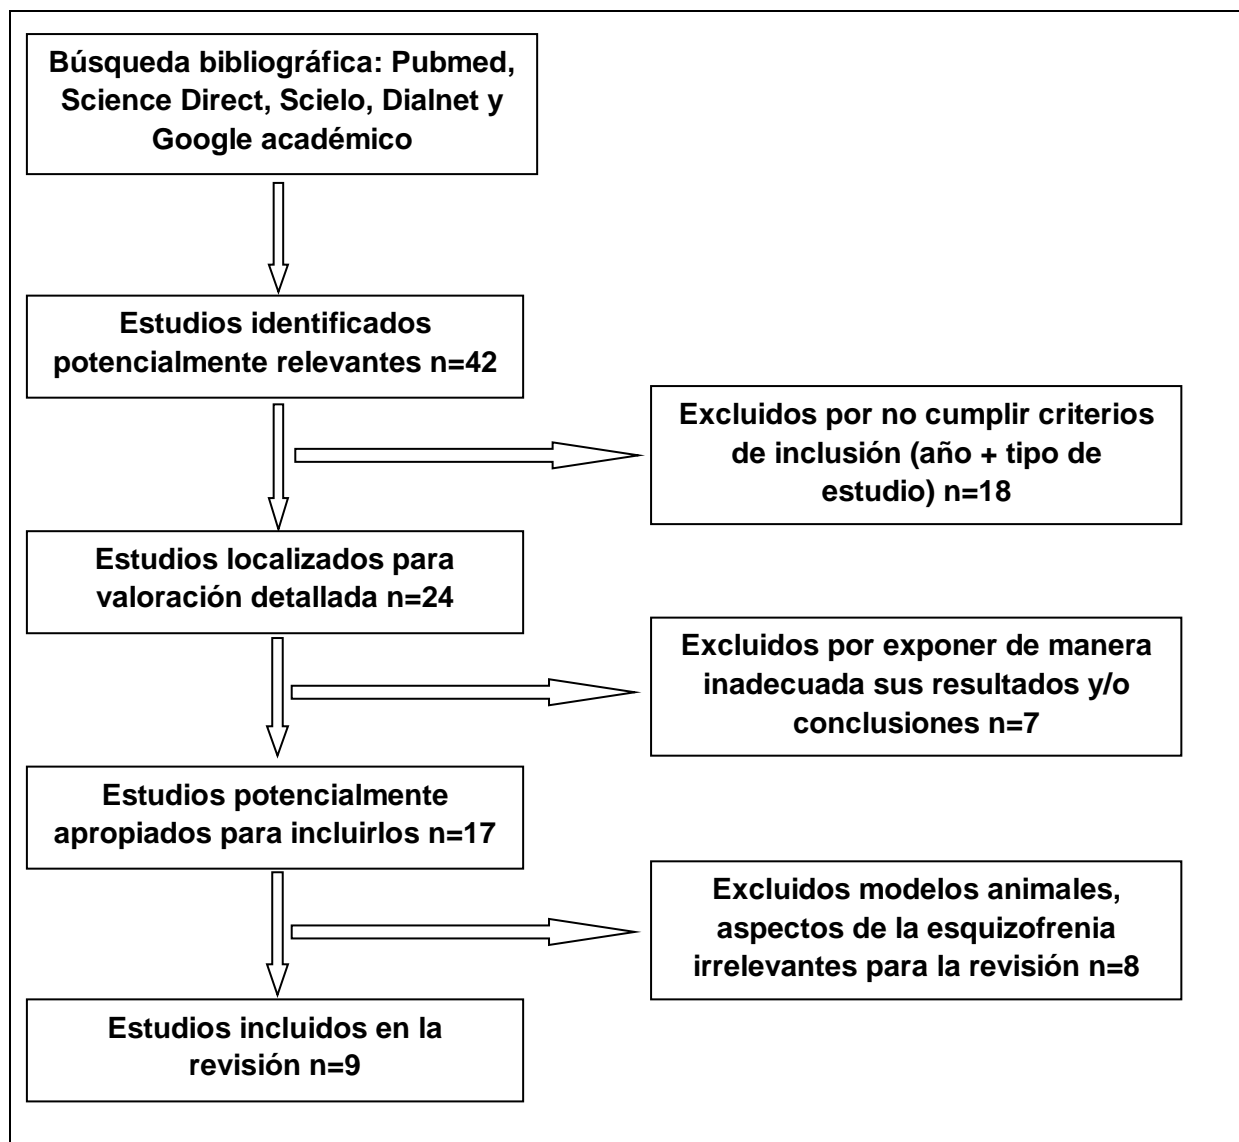 Búsqueda bibliográfica: Pubmed,
Science Direct, Scielo, Dialnet y
Google académico
Estudios identificados
potencialmente relevantes n=42
Excluidos por no cumplir criterios
de inclusión (año + tipo de
estudio) n=18
Estudios localizados para
valoración detallada n=24
Excluidos por exponer de manera
inadecuada sus resultados y/o
conclusiones n=7
Estudios potencialmente
apropiados para incluirlos n=17
Excluidos modelos animales,
aspectos de la esquizofrenia
irrelevantes para la revisión n=8
Estudios incluidos en la
revisión n=9